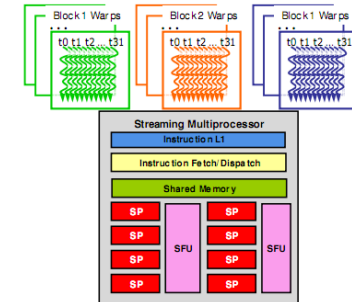 Block1 Warps
Block2 Warps
Block1 Warps
...
...
...
t0 t1 t2... t31
t0 t1 t2... t31
t0 t1 t2... t31
Streaming Multiprocessor
Instruction L1
Instruction Fetch/Dispatch
Shared Memory
SP
SP
SP
SP
SFU
SFU
SP
SP
SP
SP